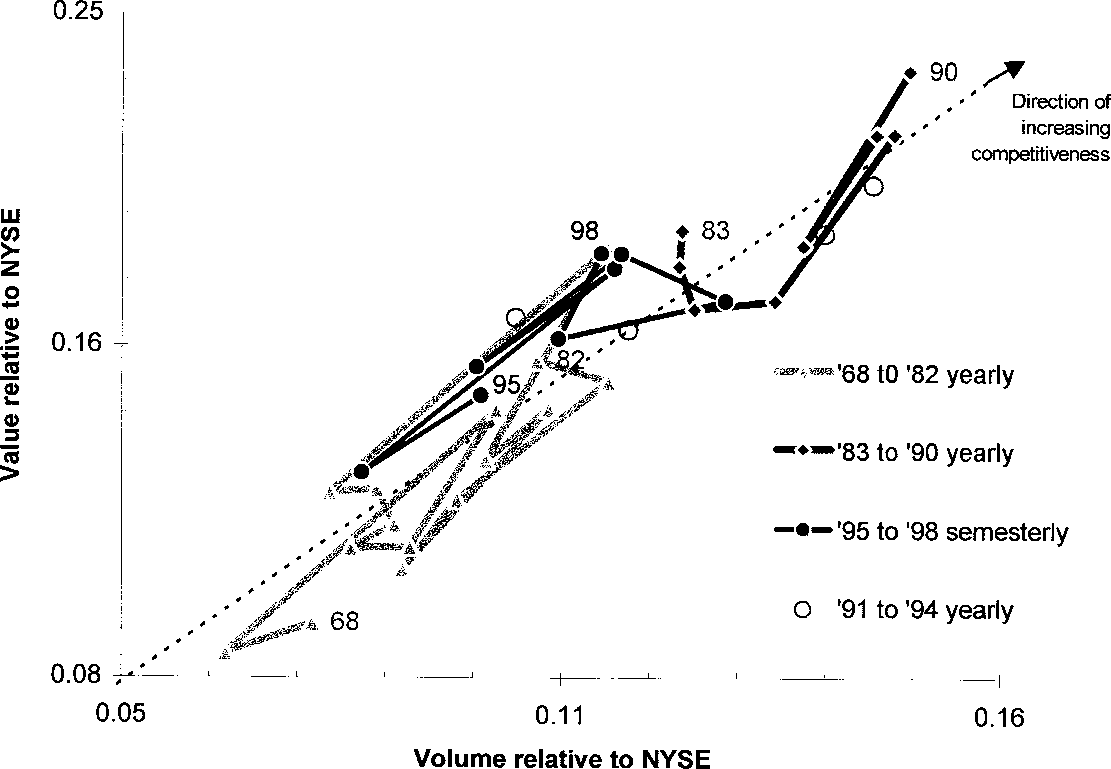 0.25
90
Direction of
increasing
competitiveness
Value relative to NYSE
98
83
0.16
82
95
'68 t0 '82 yearly
'83 to '90 yearly
'95 to '98 semesterly
'91 to '94 yearly
68
0.08
0.05
0.11
0.16
Volume relative to NYSE